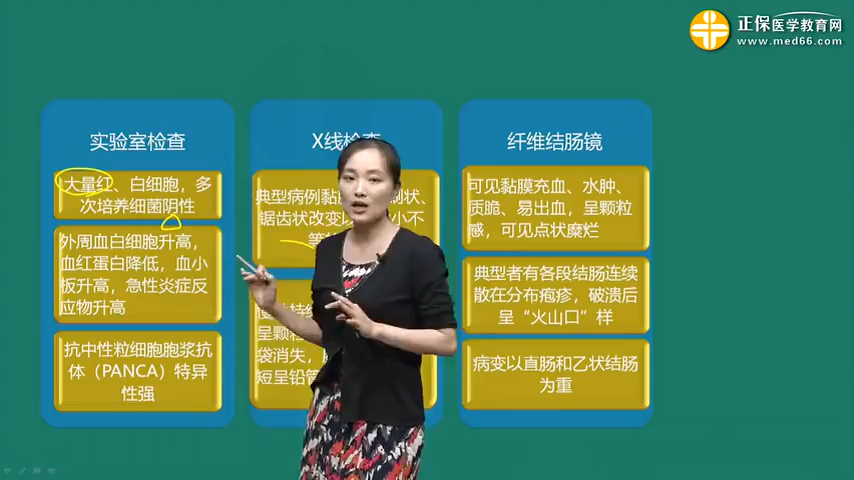 正保医学教育网
www.med66.com
实验室检查
大量红、白细胞，多
次培养细菌阴性
外周血白细胞升高，
血红蛋白降低，血小
板升高，急性炎症反
应物升高
抗中性粒细胞胞浆抗
体（PANCA）特异
性强
X线检查
典型病例黏
刷状、
锯齿状改变
小不
呈颗粒
袋消失，
短呈铅管
纤维结肠镜
可见黏膜充血、水肿、
质脆、易出血，呈颗粒
感，可见点状糜烂
典型者有各段结肠连续
散在分布疱疹，破溃后
呈“火山口”样
病变以直肠和乙状结肠
为重